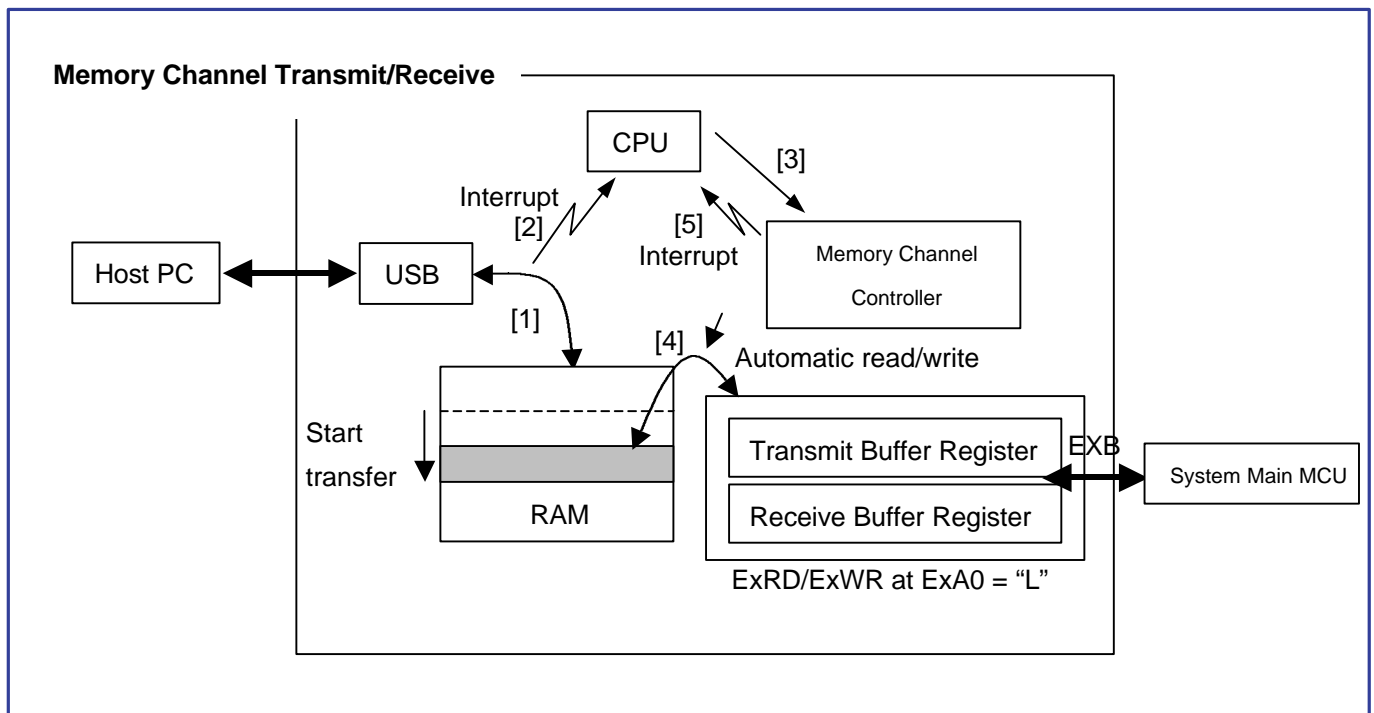 Memory Channel Transmit/Receive
CPU
[3]
Interrupt
[2]
[5]
Interrupt
Memory Channel
Controller
Host PC
USB
[1]
[4]
Automatic read/write
Start
transfer
RAM
Transmit Buffer Register
Receive Buffer Register
EXB
System Main MCU
ExRD/ExWR at ExA0 = “L”